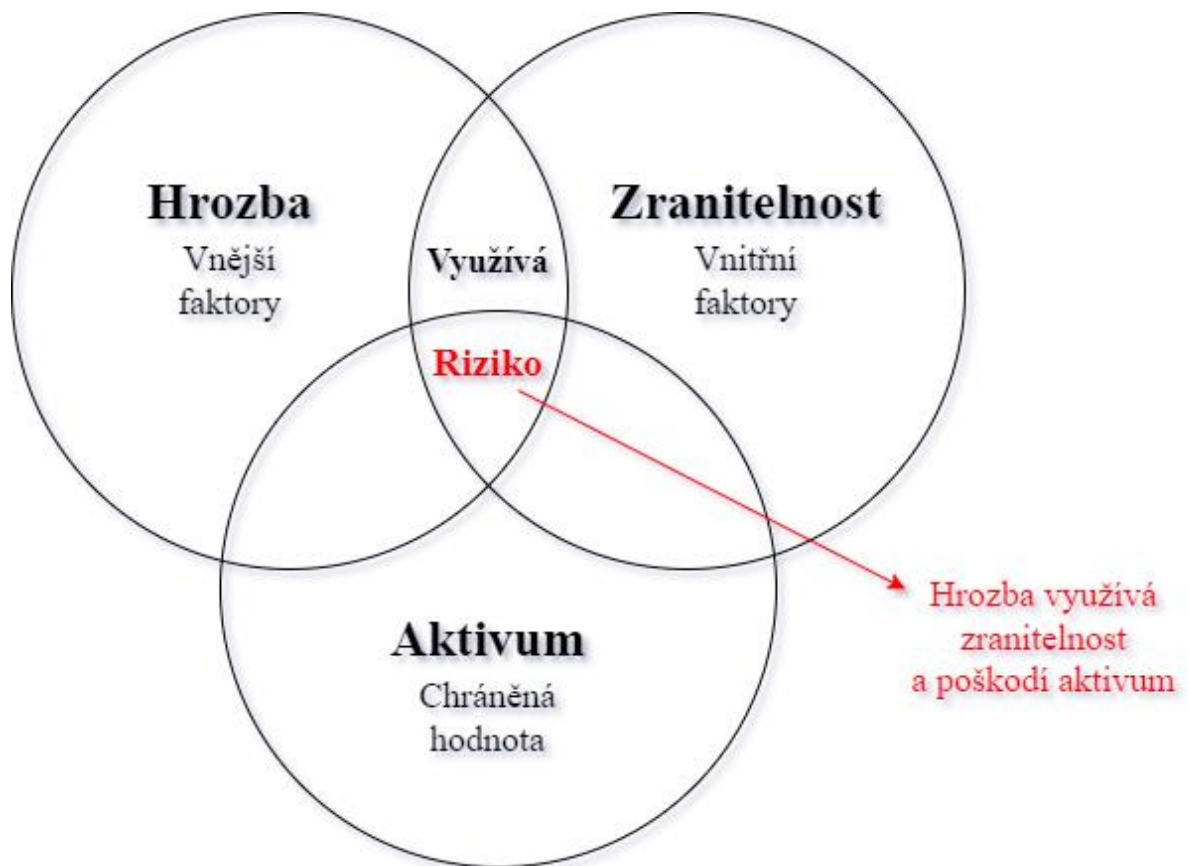 Hrozba
Vnější
faktory
Využívá
Zranitelnost
Vnitřní
faktory
Riziko
Aktivum
Chráněná
hodnota
Hrozba využívá
zranitelnost
a poškodí aktivum